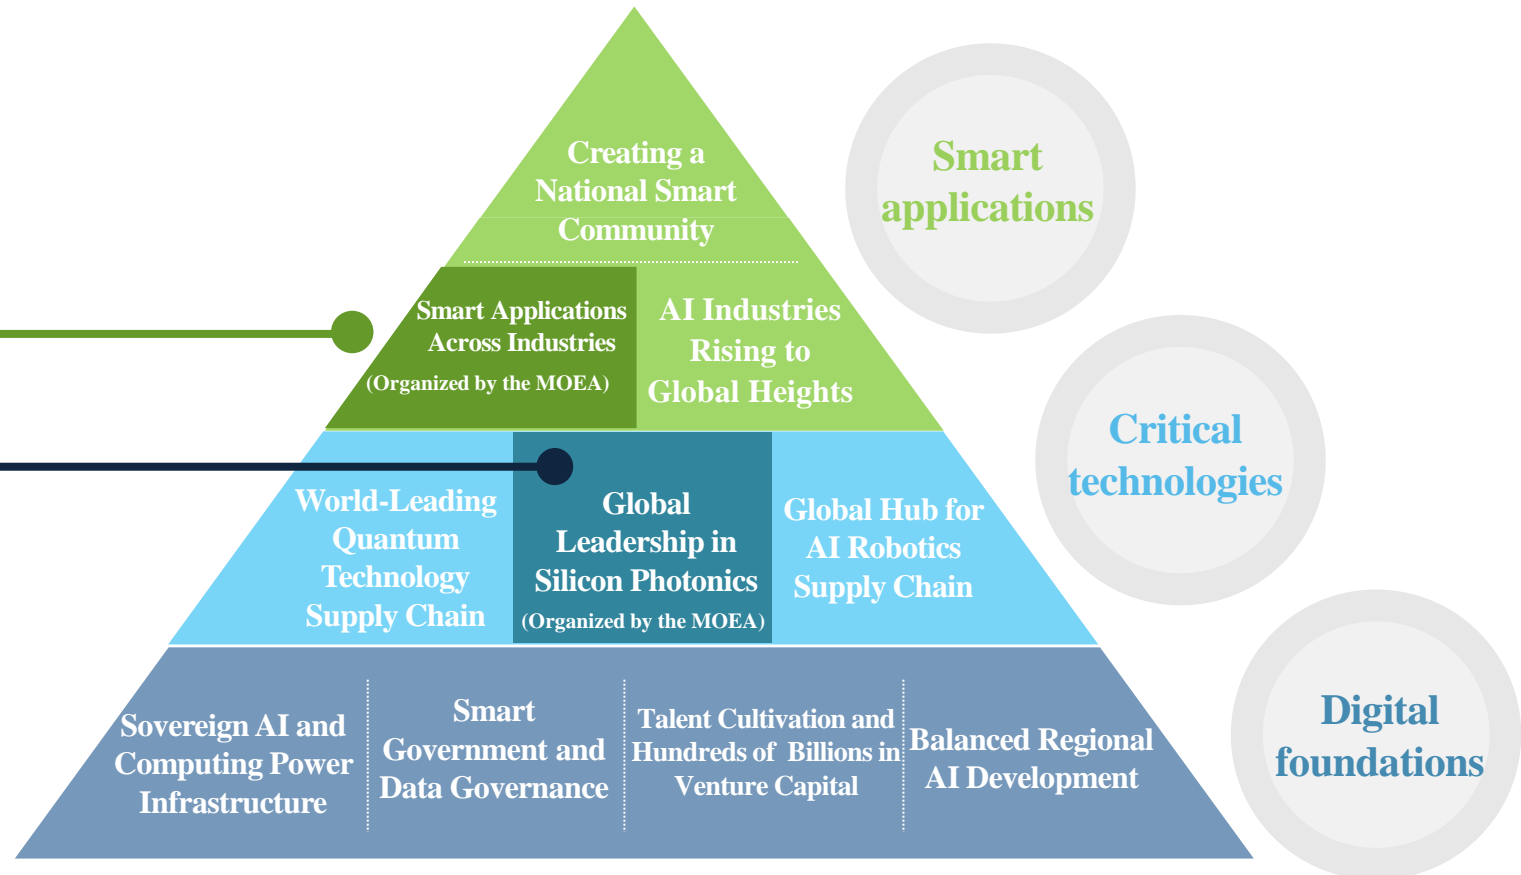 Creating a
National Smart
Community
Smart Applications
Across Industries
(Organized by the MOEA)
AI Industries
Rising to
Global Heights
Smart
applications
World-Leading
Quantum
Technology
Supply Chain
Global
Leadership in
Silicon Photonics
(Organized by the MOEA)
Global Hub for
AI Robotics
Supply Chain
Critical
technologies
Sovereign AI and
Computing Power
Infrastructure
Smart
Government and
Data Governance
Talent Cultivation and
Hundreds of Billions in
Venture Capital
Balanced Regional
AI Development
Digital
foundations